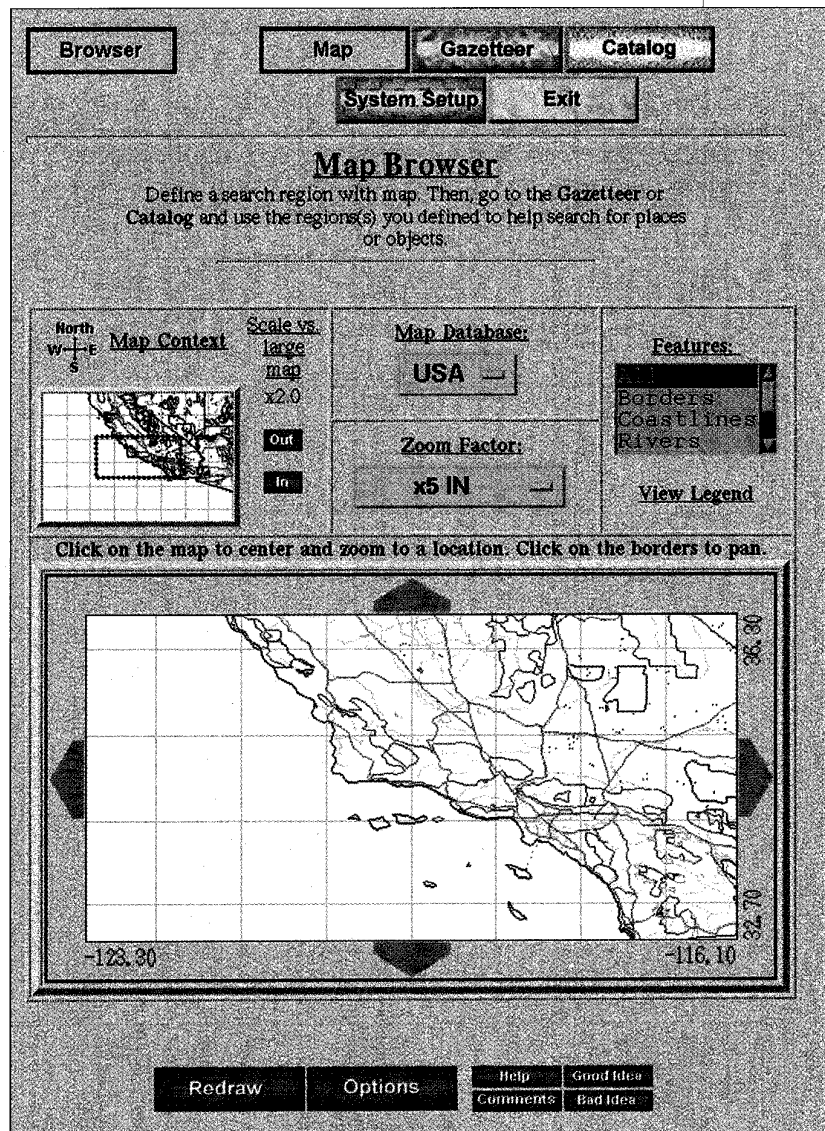 Browser
Map
Gazetteer
Catalog
System Setup
Exit
Map Browser
Define a search region with map. Then, go to the Gazetteer or
Catalog and use the regions(s) you defined to help search for places
or objects.
North
W E
S
Map Context
Scale vs.
large
map
x2.0
Out
In
Map Database:
USA
Zoom Factor:
x5 IN
Features:
Borders
Coastlines
Rivers
View Legend
Click on the map to center and zoom to a location. Click on the borders to pan.
36.30
32.70
-123.30
-116.10
Redraw
Options
Help
Good Idea
Comments
Bad Idea